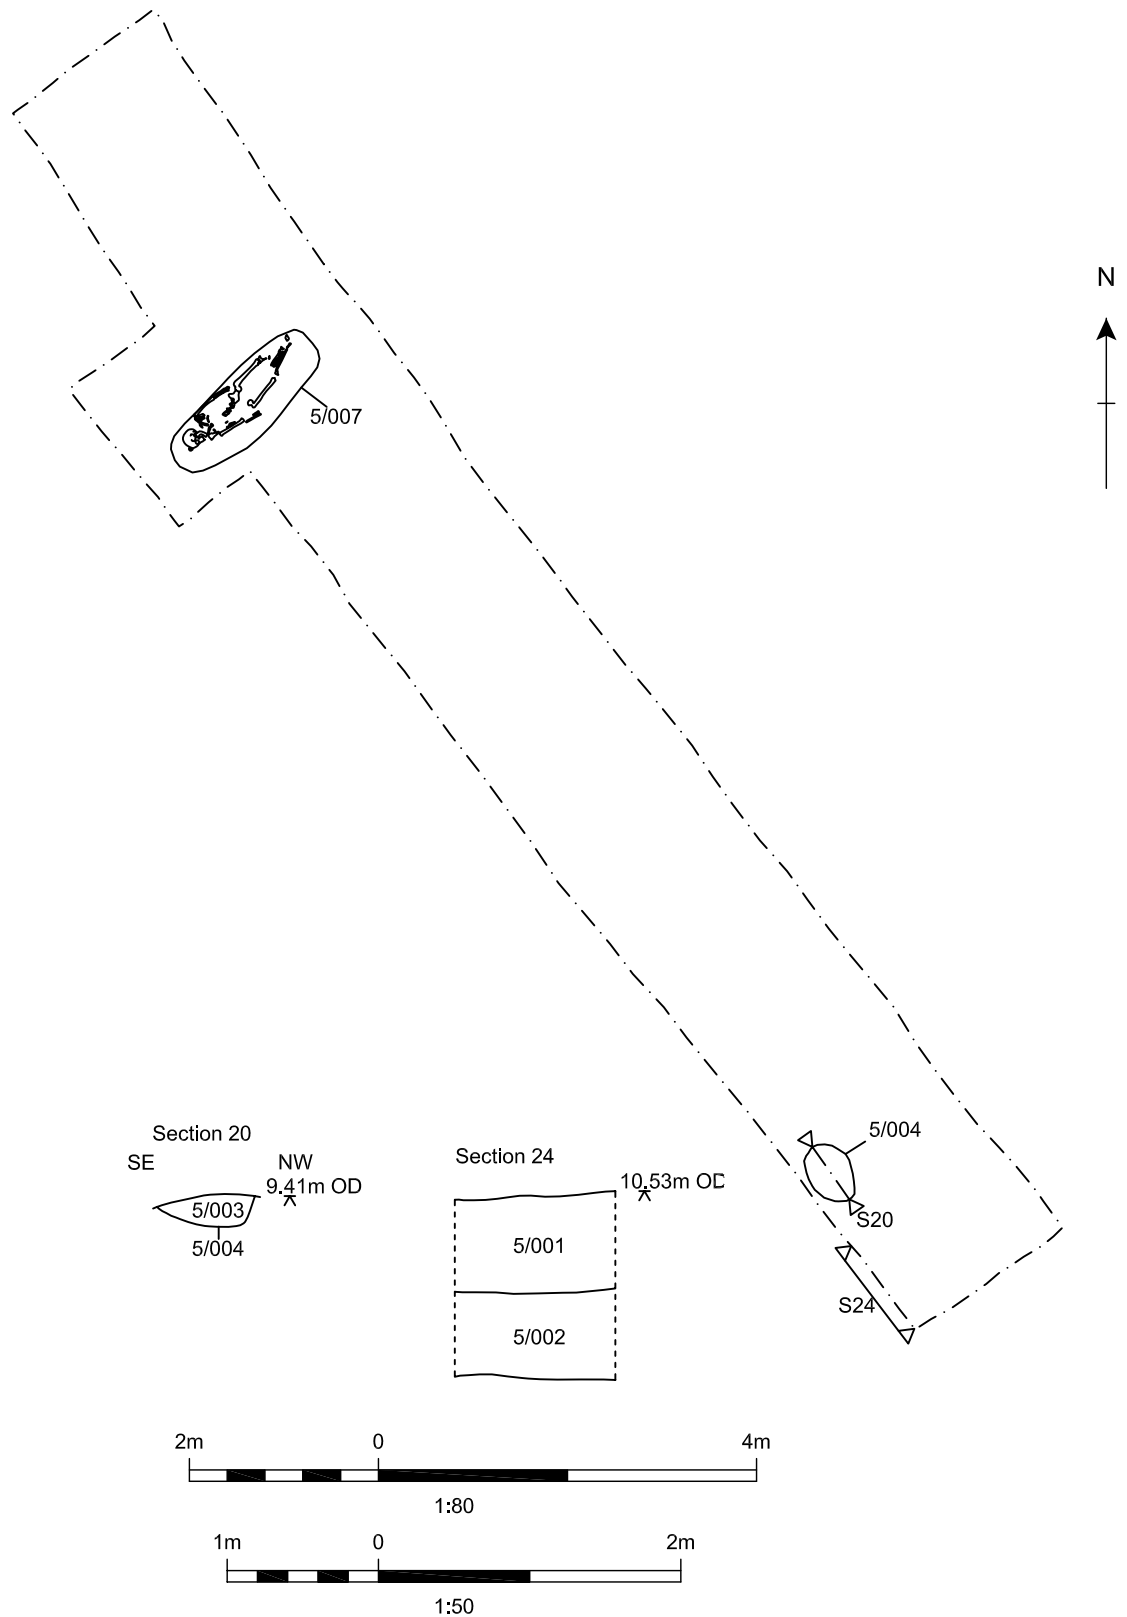 N
5/007
5/004
S20
S24
Section 20
SE NW
9.41m OD
5/003
5/004
Section 24
10.53m OD
5/001
5/002
2m 0 4m
1:80
1m 0 2m
1:50